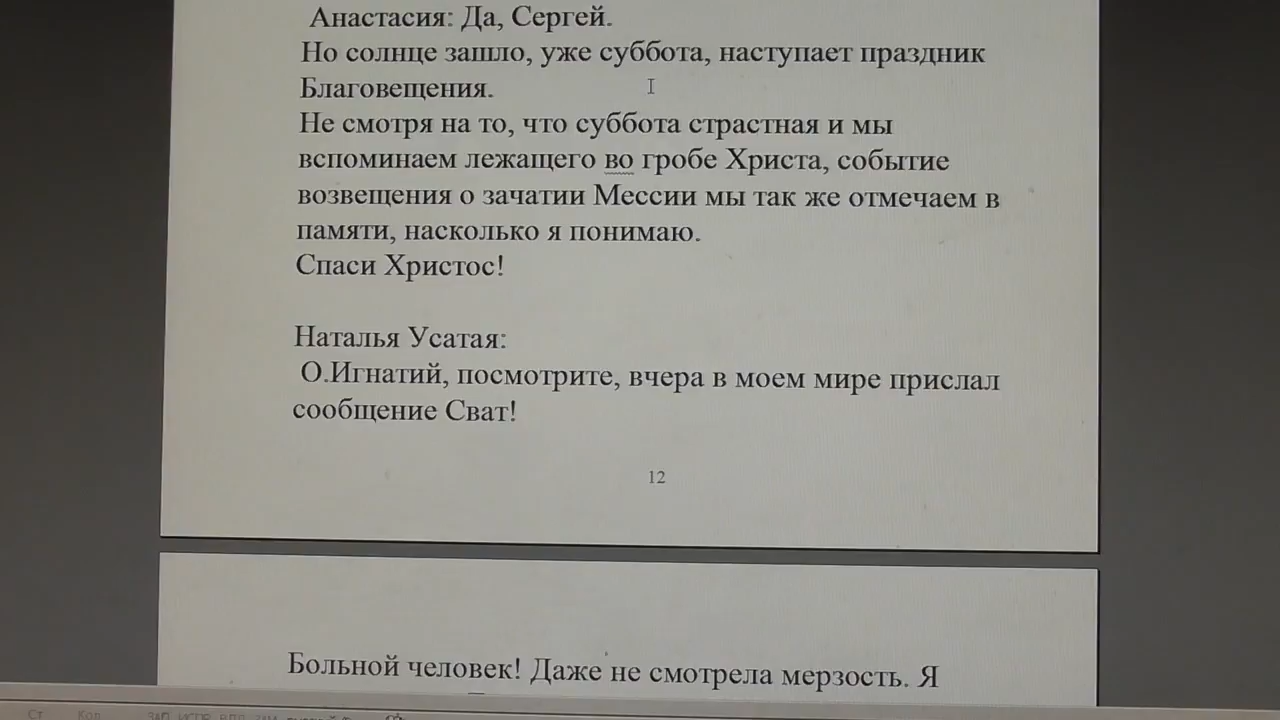 Анастасия: Да, Сергей.
Но солнце зашло, уже суббота, наступает праздник
Благовещения.
Не смотря на то, что суббота страстная и мы
вспоминаем лежащего во гробе Христа, событие
возвещения о зачатии Мессии мы так же отмечаем в
памяти, насколько я понимаю.
Спаси Христос!
Наталья Усатая:
О.Игнатий, посмотрите, вчера в моем мире прислал
сообщение Сват!
12
Больной человек! Даже не смотрела мерзость. Я
Ст Кол